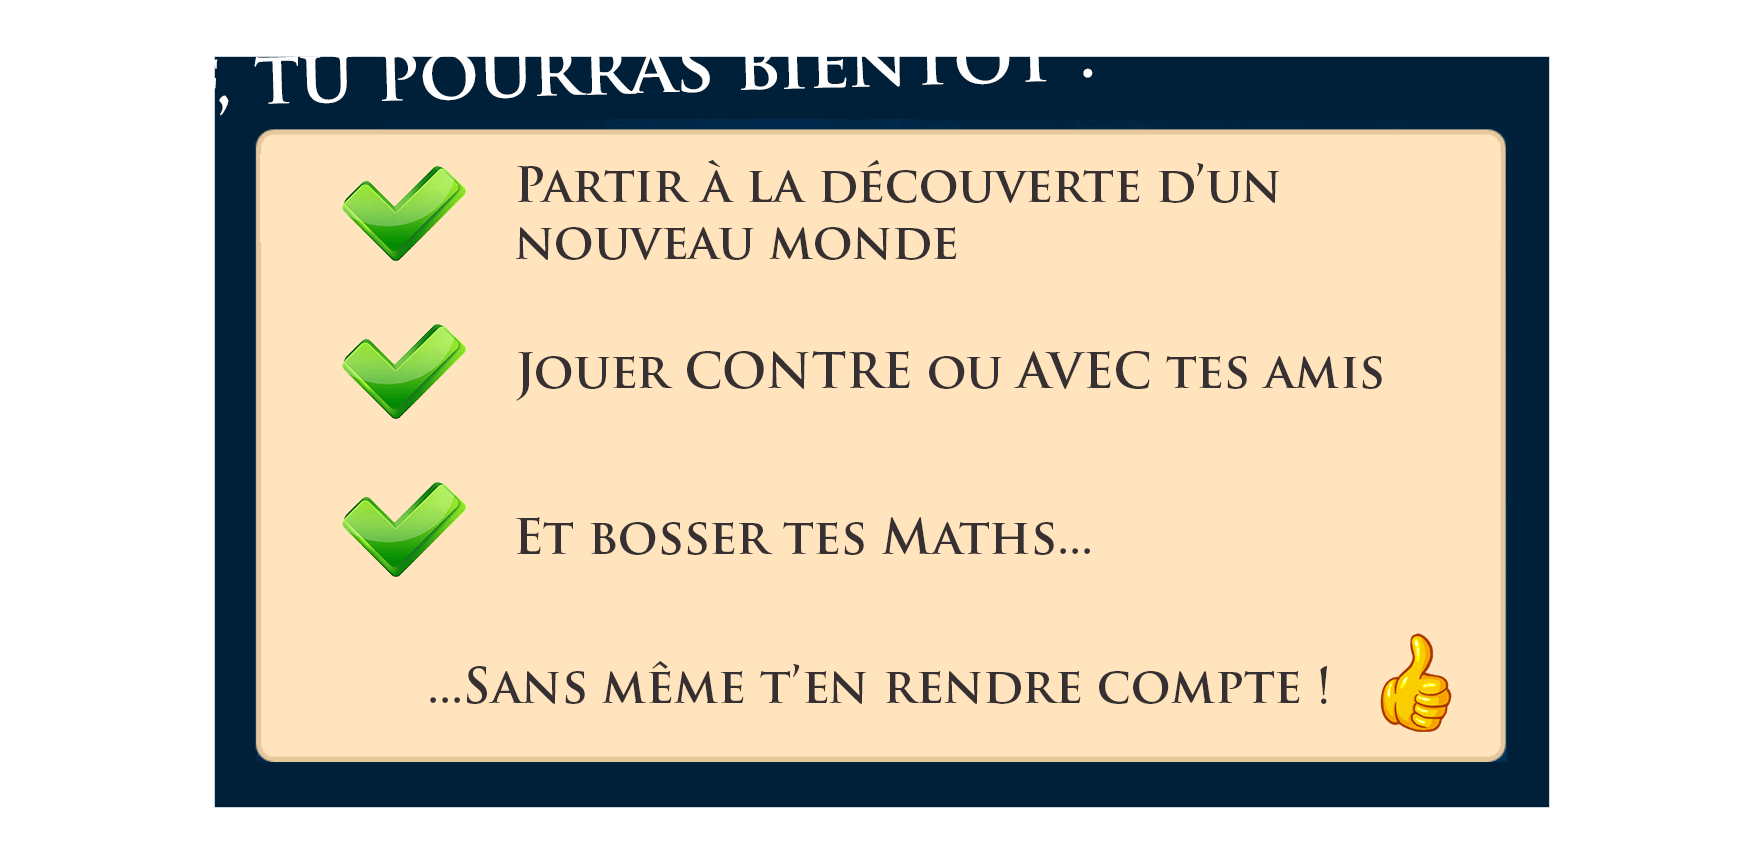 , TU POURRAS BIENTÔT :
PARTIR À LA DÉCOUVERTE D’UN
NOUVEAU MONDE
JOUER CONTRE OU AVEC TES AMIS
ET BOSSER TES MATHS...
...SANS MÊME T’EN RENDRE COMPTE !